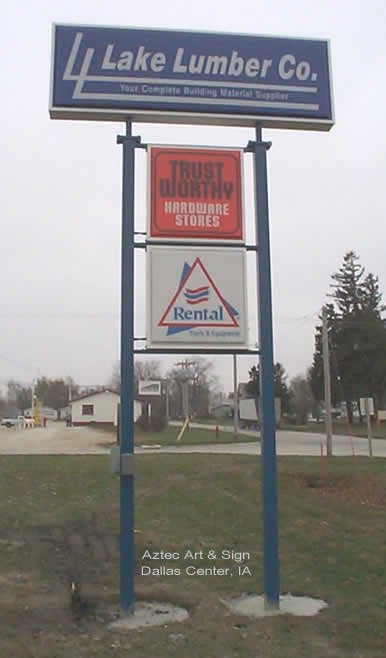 Lake Lumber Co.
Your Complete Building Material Supplier
TRUST
WORTHY
HARDWARE
STORES
Rental
Tools & Equipment
Aztec Art & Sign
Dallas Center, IA